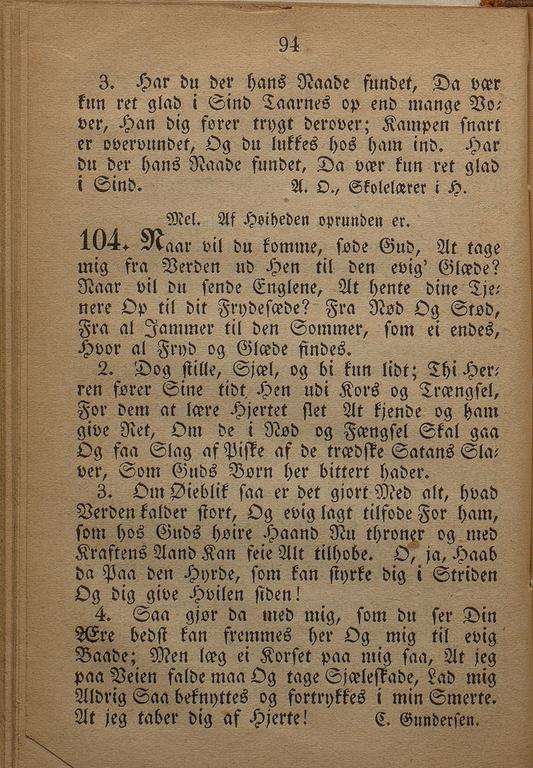 94
3. Har du der hans Naade fundet, Da vær
kun ret glad i Sind Taarnes op end mange Vo-
ver, Han dig fører trygt derover; Kampen snart
er overvundet, Og du lukkes hos ham ind. Har
du der hans Naade fundet, Da vær kun ret glad
i Sind. A. O., Skolelærer i H.
Mel. Af Høiheden oprunden er.
104. Naar vil du komme, søde Gud, At tage
mig fra Verden ud Hen til den evig' Glæde?
Naar vil du sende Englene, At hente dine Tje-
nere Op til dit Frydesæde? Fra Nød Og Stød,
Fra al Jammer til den Sommer, som ei endes,
Hvor al Fryd og Glæde findes.
2. Dog stille, Sjæl, og bi kun lidt; Thi Her-
ren fører Sine tidt Hen udi Kors og Trængsel,
For dem at lære Hjertet slet At kjende og ham
give Ret, Om de i Nød og Fængsel Skal gaa
Og faa Slag af Piske af de trædske Satans Sla-
ver, Som Guds Børn her bittert hader.
3. Om Øieblik saa er det gjort Med alt, hvad
Verden kalder stort, Og evig lagt tilfode For ham,
som hos Guds høire Haand Nu throner og med
Kraftens Aand Kan feie Alt tilhobe. O, ja, Haab
da Paa den Hyrde, som kan styrke dig i Striden
Og dig give Hvilen siden!
4. Saa gjør da med mig, som du ser Din
Ære bedst kan fremmes her Og mig til evig
Baade; Men læg ei Korset paa mig saa, At jeg
paa Veien falde maa Og tage Sjæleskade, Lad mig
Aldrig Saa beknyttes og fortrykkes i min Smerte.
At jeg taber dig af Hjerte! C. Gundersen.